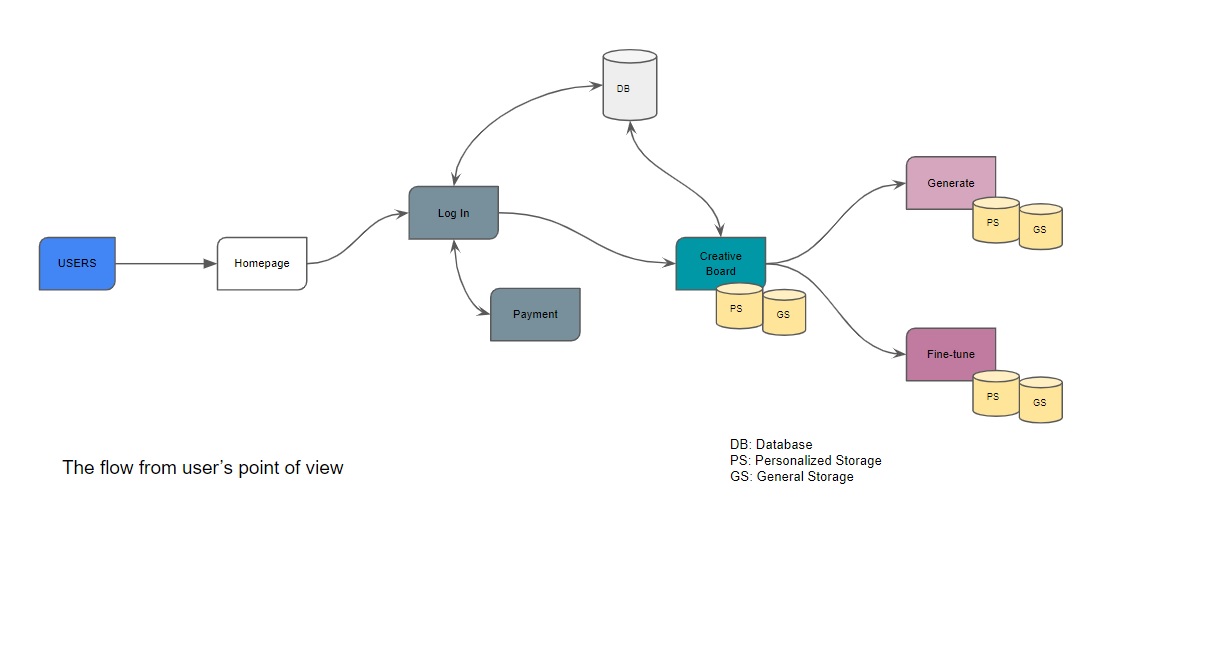 DB
Generate
PS
GS
Log In
USERS
Homepage
Creative
Board
PS
GS
Payment
Fine-tune
PS
GS
DB: Database
PS: Personalized Storage
GS: General Storage
The flow from user's point of view